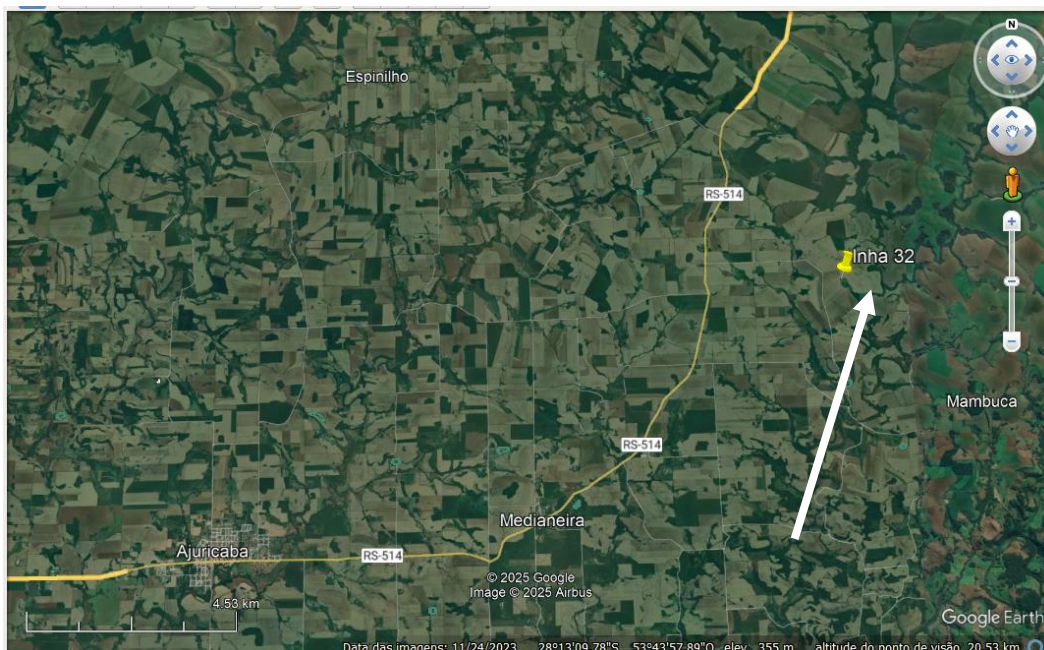 N
Espinilho
RS-514
Inha 32
Mambuca
RS-514
Medianeira
Ajuricaba
RS-514
© 2025 Google
Image © 2025 Airbus
4.53 km
Google Earth
Data das imagens: 11/24/2023 28°13'09.78"S 53°43'57.89"O elev. 355 m altitude do ponto de visão 20.53 km